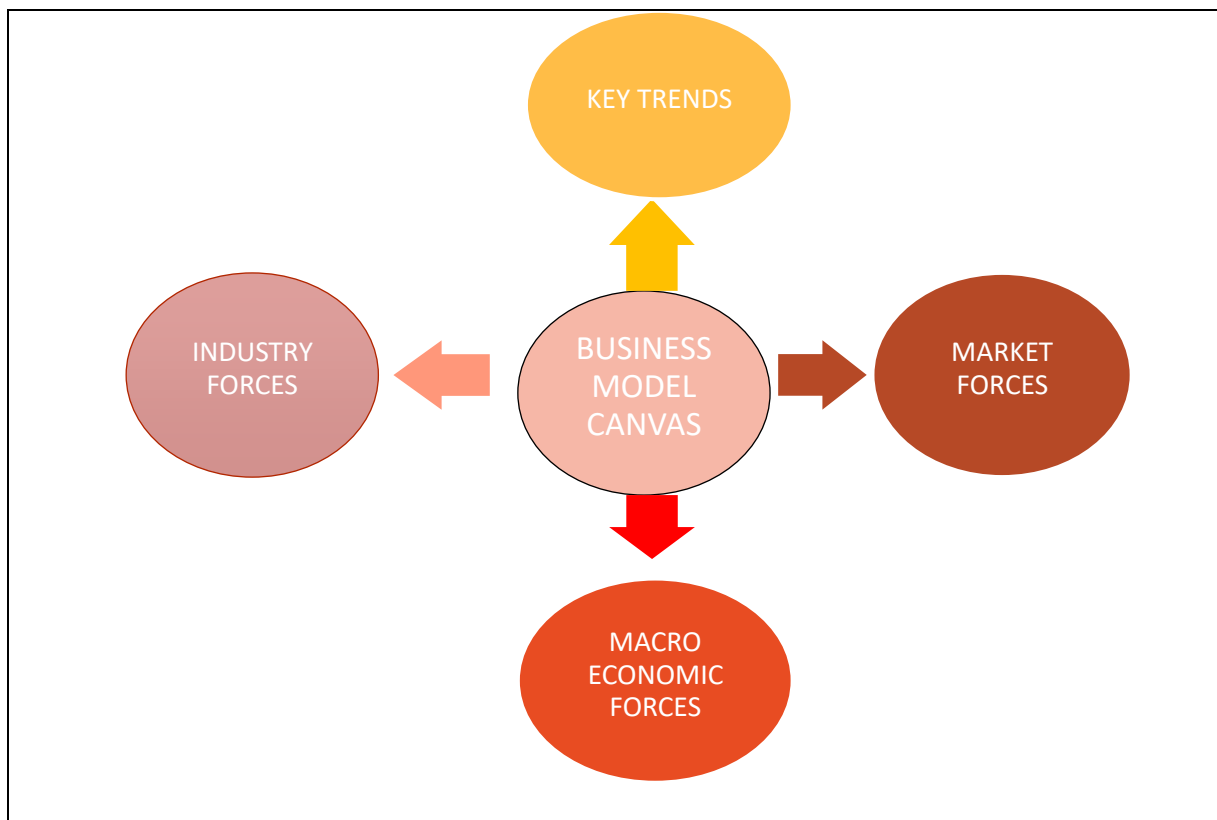 KEY TRENDS
INDUSTRY
FORCES
BUSINESS
MODEL
CANVAS
MARKET
FORCES
MACRO
ECONOMIC
FORCES